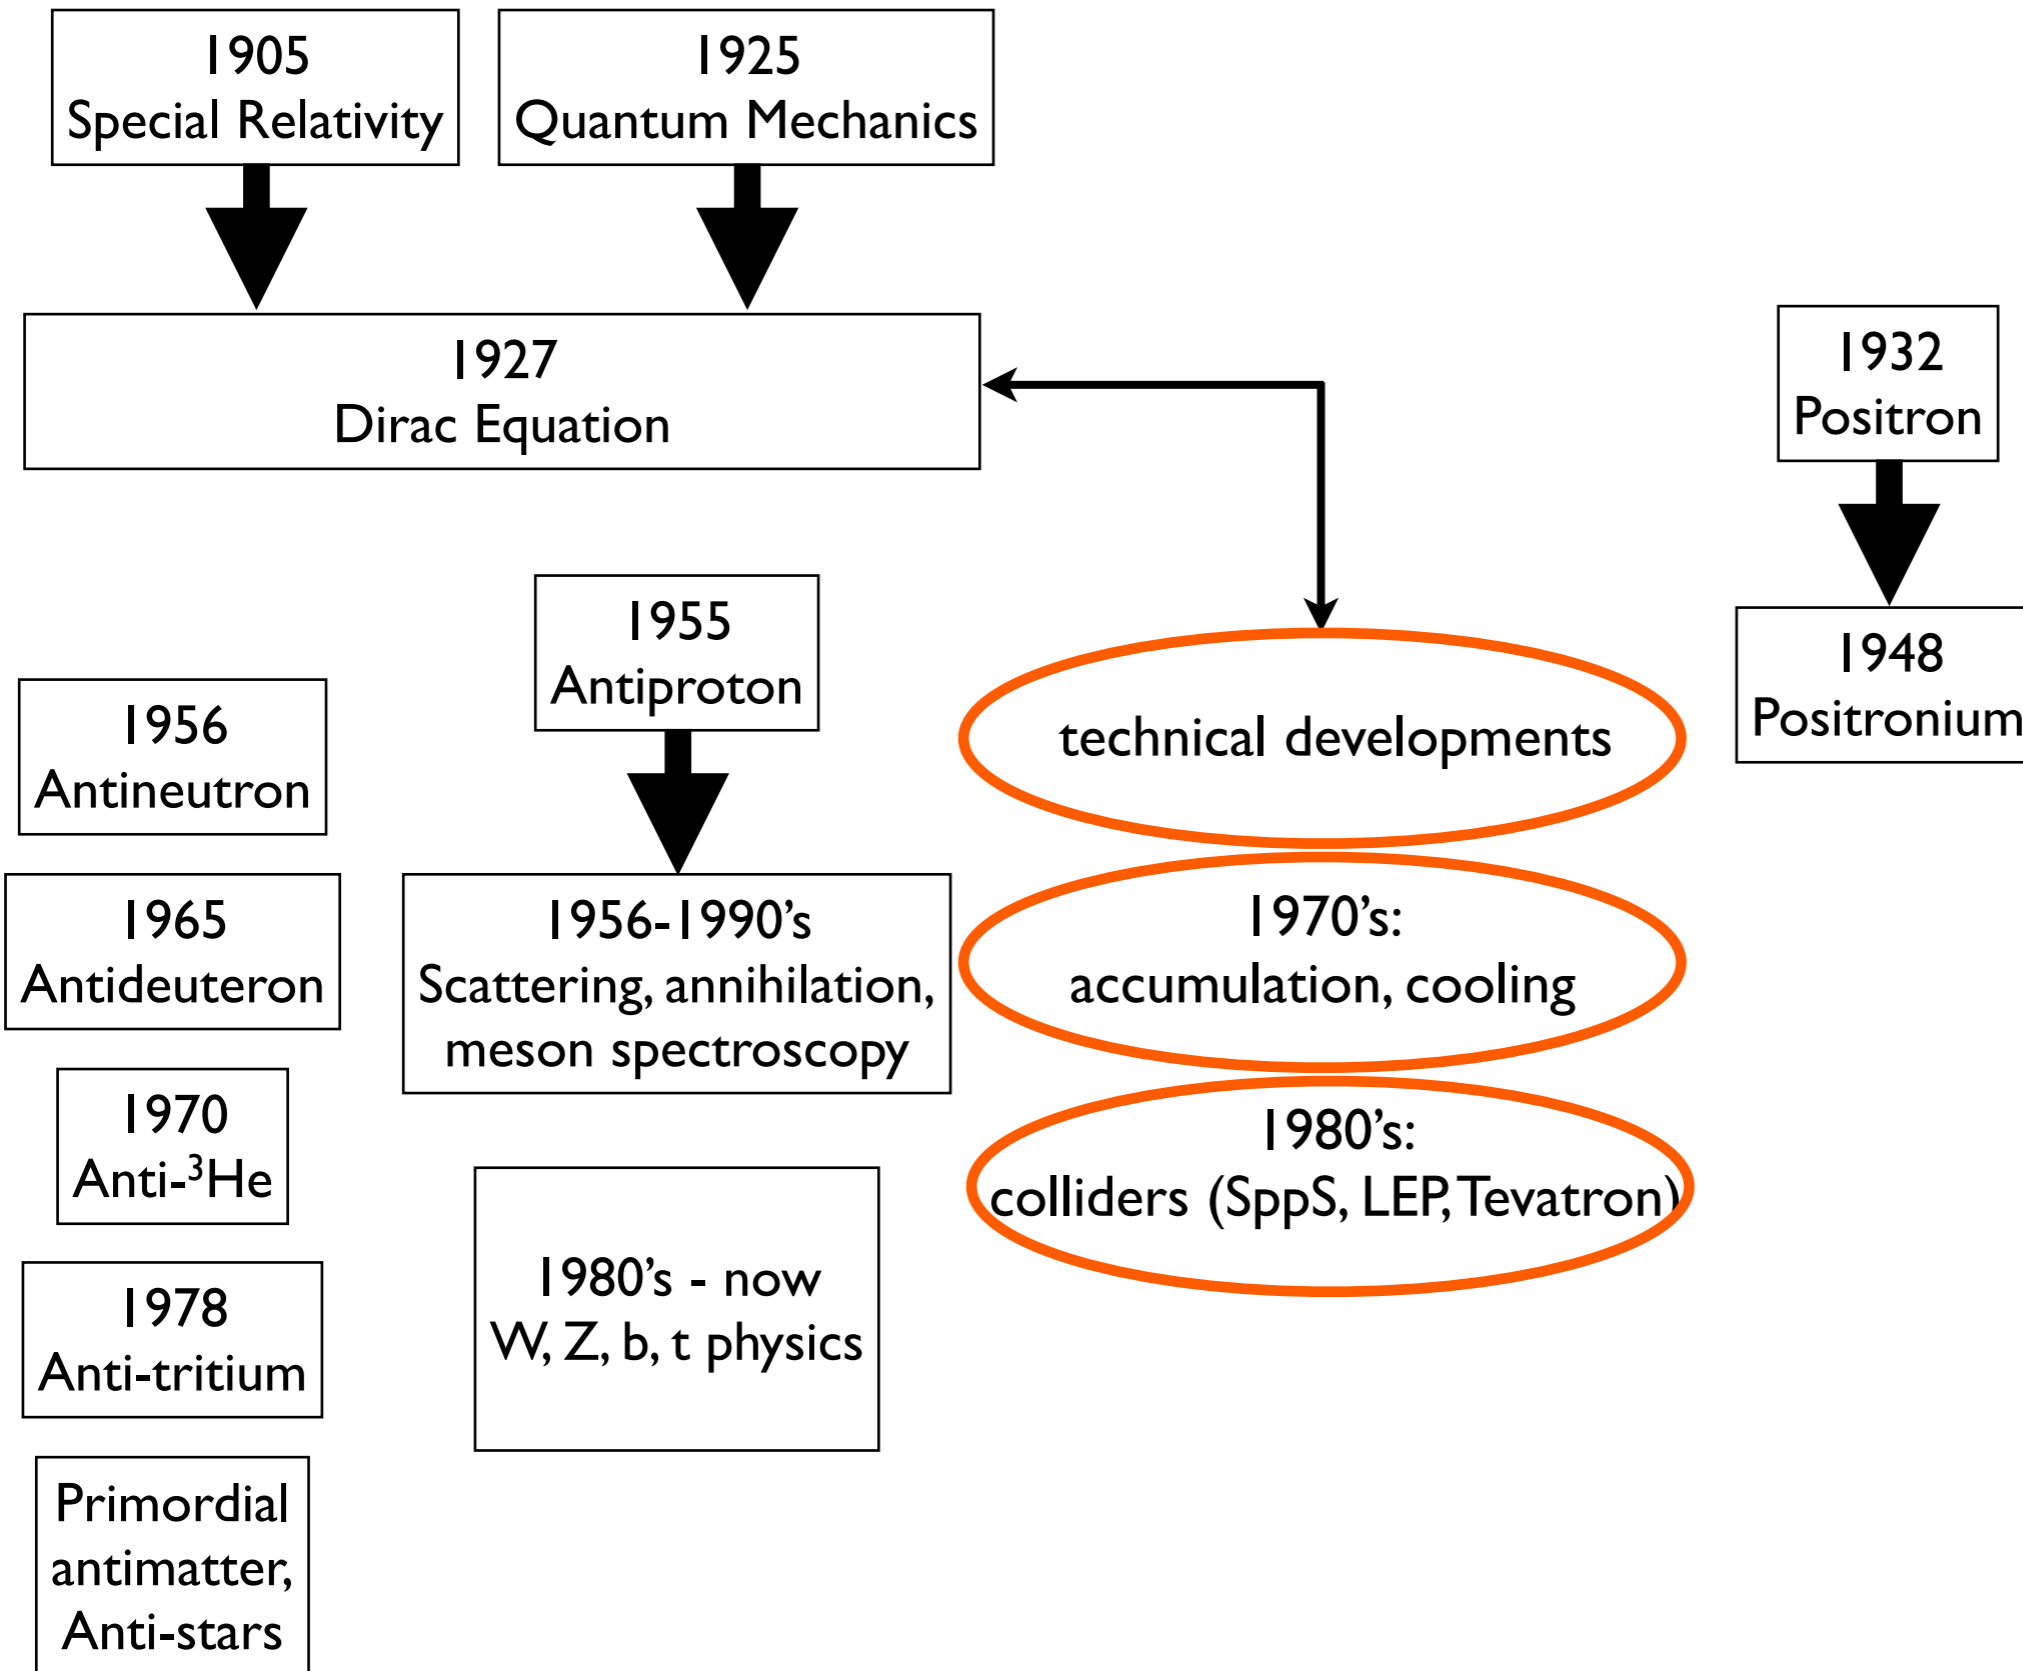 1905
Special Relativity
1925
Quantum Mechanics
1927
Dirac Equation
1932
Positron
1948
Positronium
1955
Antiproton
1956
Antineutron
1965
Antideuteron
1970
Anti-³He
1978
Anti-tritium
Primordial
antimatter,
Anti-stars
1956-1990’s
Scattering, annihilation,
meson spectroscopy
1980’s - now
W, Z, b, t physics
technical developments
1970’s:
accumulation, cooling
1980’s:
colliders (SppS, LEP, Tevatron)